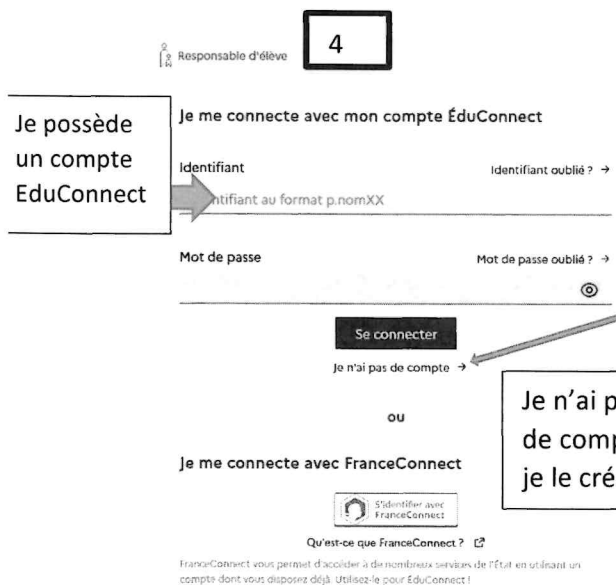 4
Responsable d'élève
Je possède
un compte
EduConnect
Je me connecte avec mon compte ÉduConnect
Identifiant
Identifiant oublié ? →
ntifiant au format p.nomXX
Mot de passe
Mot de passe oublié ? →
Se connecter
Je n'ai pas de compte →
ou
Je n'ai p
de comp
je le cré
Je me connecte avec FranceConnect
S'identifier avec
FranceConnect
Qu'est-ce que FranceConnect ?
FranceConnect vous permet d'accéder à de nombreux services de l'État en utilisant un
compte dont vous disposez déjà. Utilisez-le pour ÉduConnect !